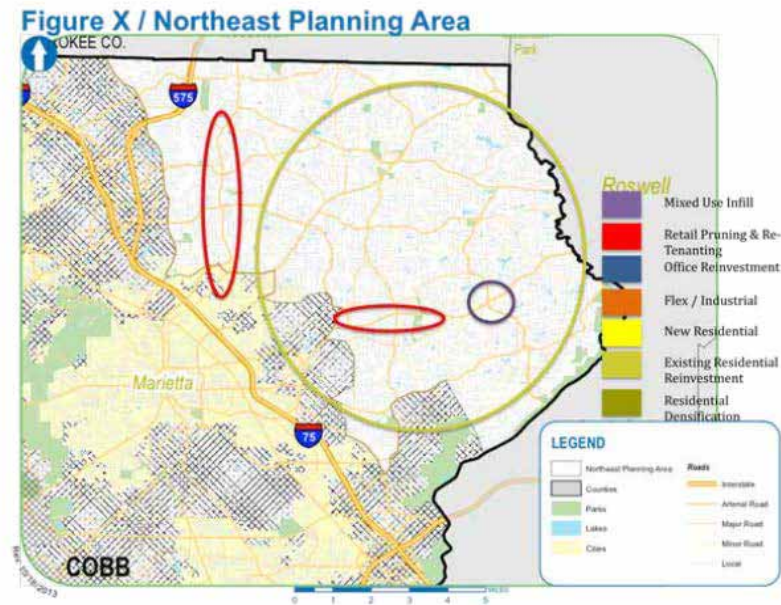 Figure X / Northeast Planning Area
OKEE CO.
Park
575
Roswell
Mixed Use Infill
Retail Pruning & Re-
Tenanting
Office Reinvestment
Flex / Industrial
New Residential
Existing Residential
Reinvestment
Residential
Densification
Marietta
75
LEGEND
Northeast Planning Area
Counties
Parks
Lakes
Cities
Roads
Interstate
Arterial Road
Major Road
Minor Road
Local
COBB
0 1 2 3 4 5
MILES